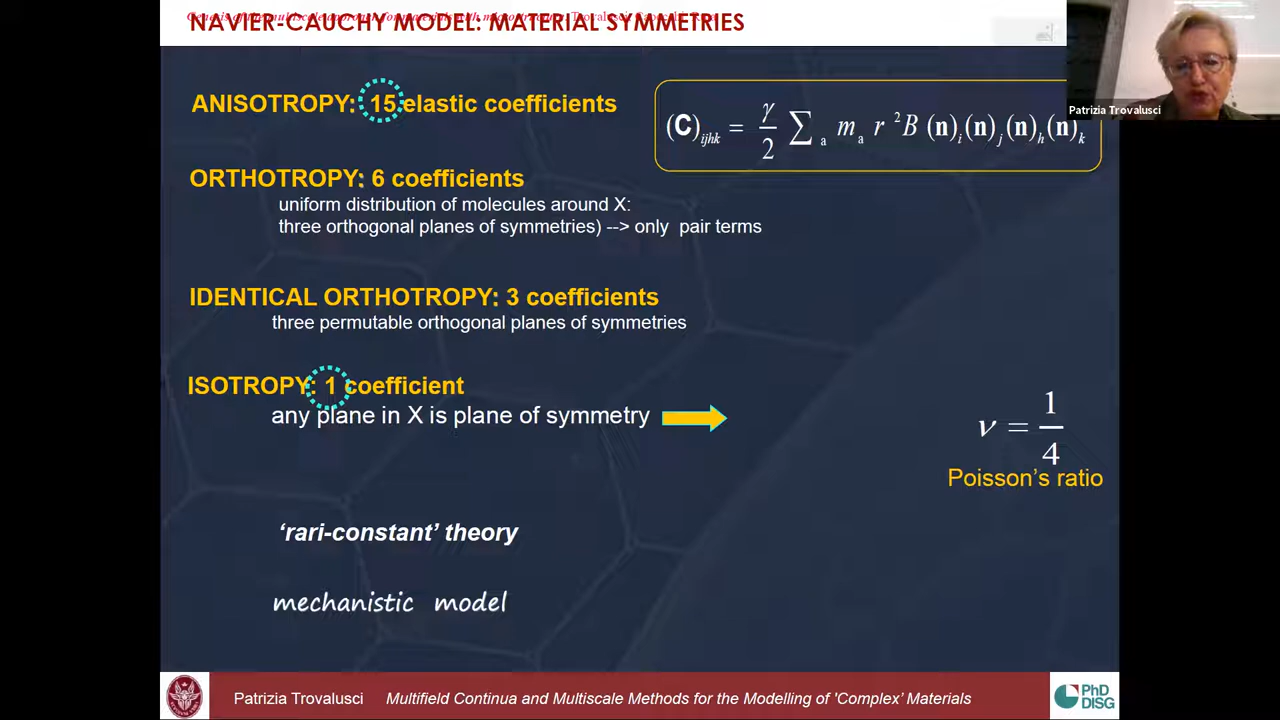 NAVIER-CAUCHY MODEL: MATERIAL SYMMETRIES
Patrizia Trovalusci
ANISOTROPY: 15 elastic coefficients
(C)ijhk = γ/2 ∑a ma r ²B (n)i(n)j(n)h(n)k
ORTHOTROPY: 6 coefficients
uniform distribution of molecules around X:
three orthogonal planes of symmetries) --> only pair terms
IDENTICAL ORTHOTROPY: 3 coefficients
three permutable orthogonal planes of symmetries
ISOTROPY: 1 coefficient
any plane in X is plane of symmetry
ν = 1/4
Poisson's ratio
‘rari-constant’ theory
mechanistic model
Patrizia Trovalusci Multifield Continua and Multiscale Methods for the Modelling of 'Complex' Materials
PhD
DISG